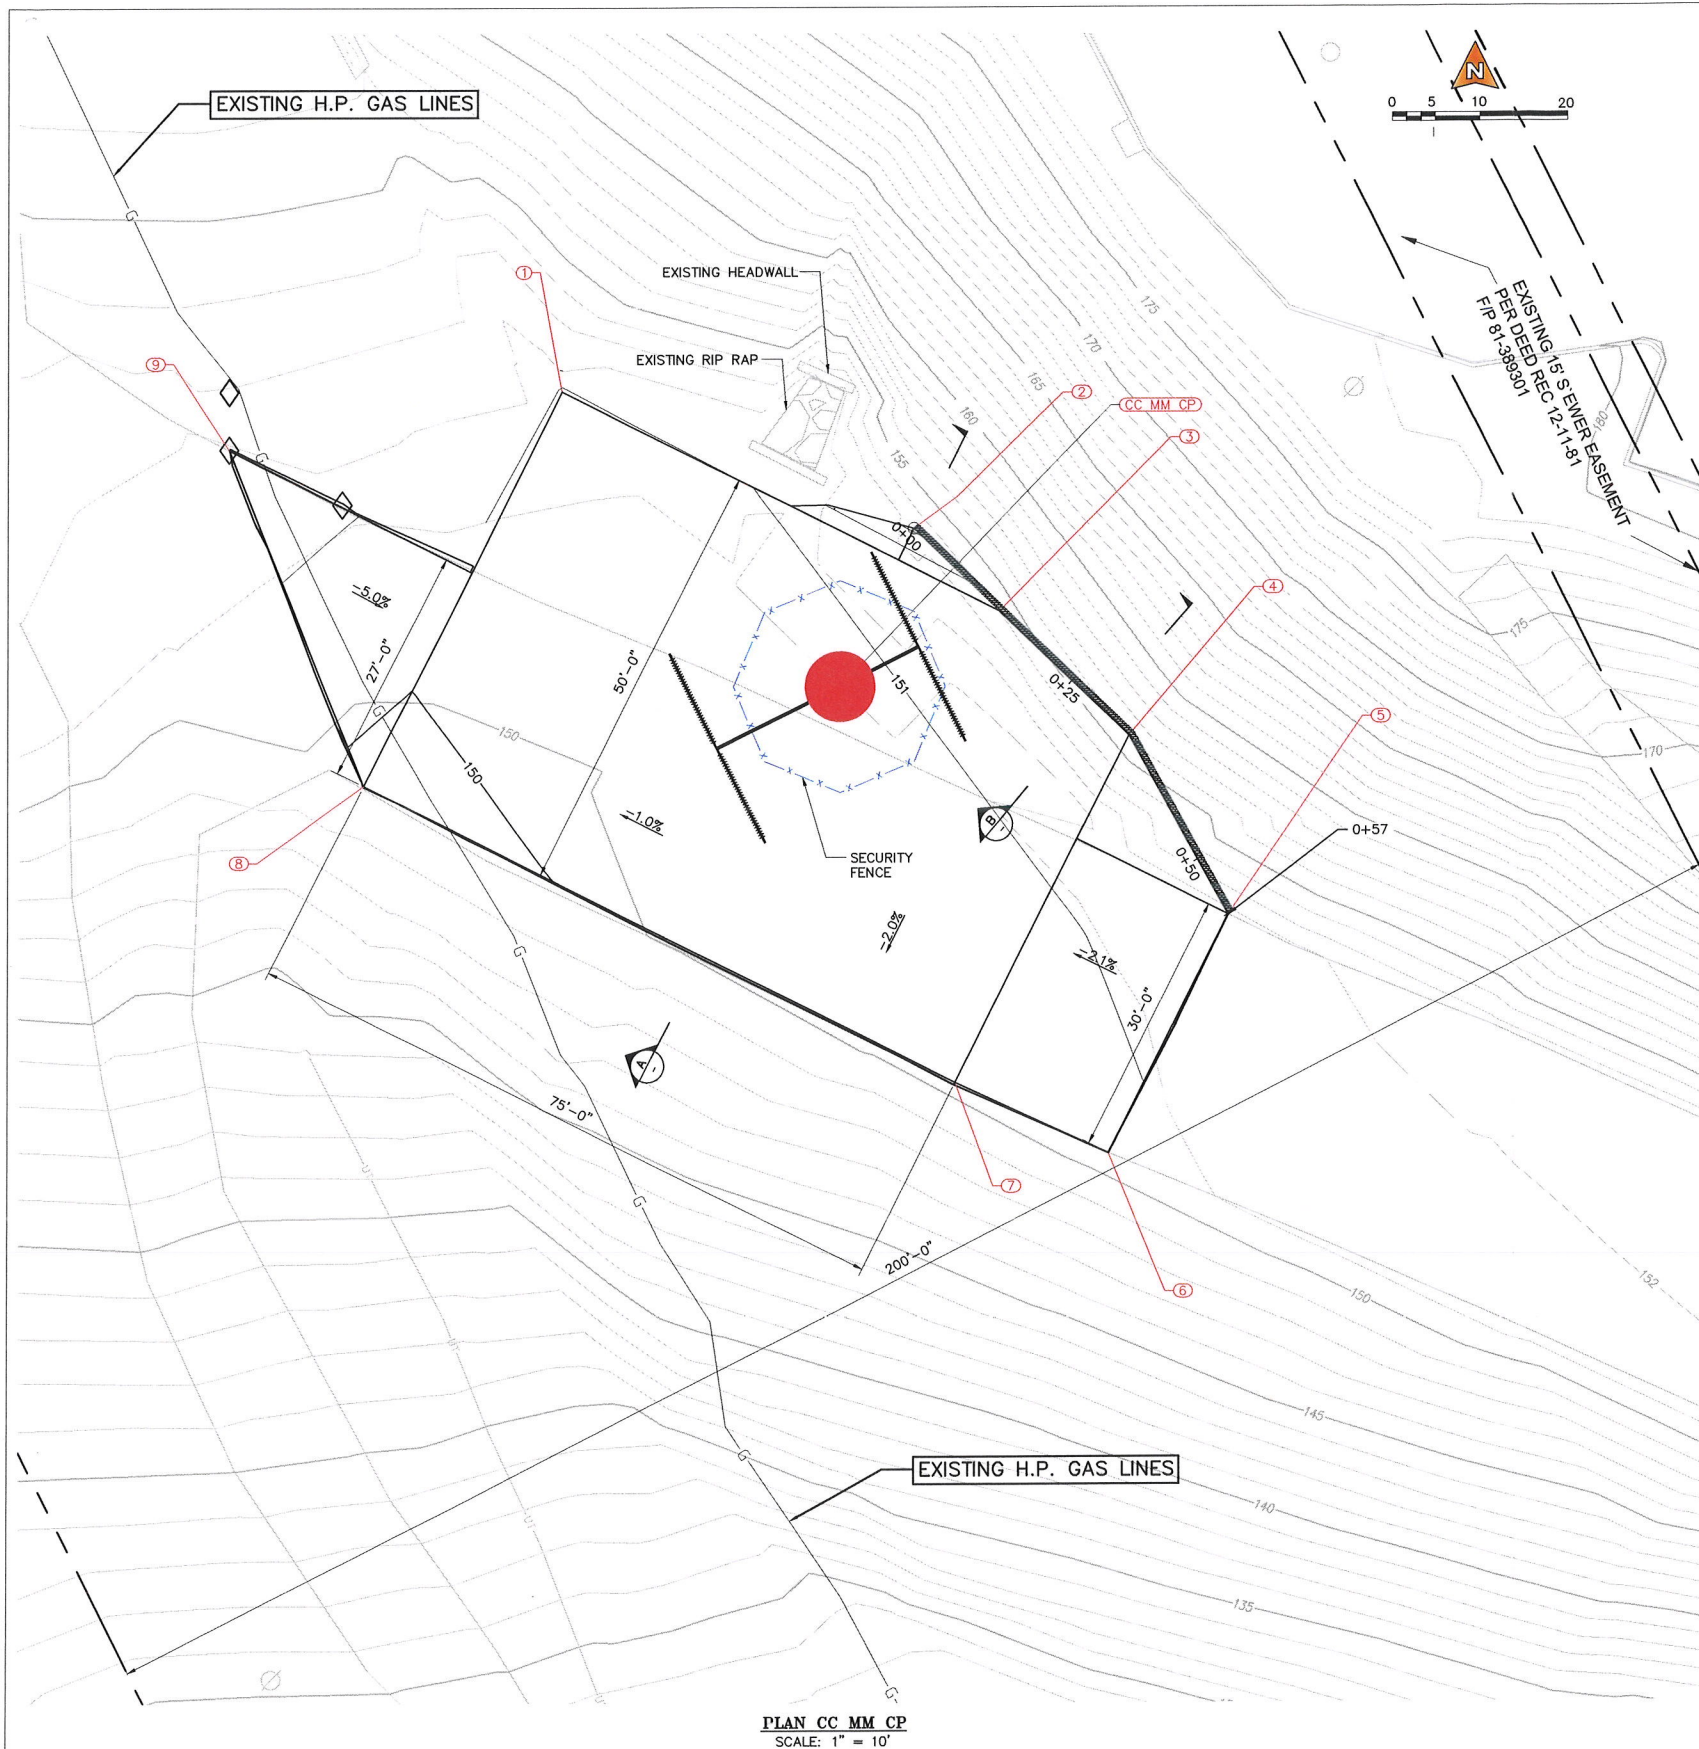 EXISTING H.P. GAS LINES
N
0 5 10 20
G
1
EXISTING HEADWALL
175
EXISTING 15' S'EWER EASEMENT
PER DEED REC 12-11-81
F/P 81-389301
170
EXISTING RIP RAP
9
165
2
CC MM CP
160
180
3
G
155
0+00
-5.0%
4
175
27'-0"
50'-0"
151
0+25
G
150
5
170
150
-1.0%
B
-
0+57
8
SECURITY
FENCE
0+50
-2.0%
G
-2.1%
30'-0"
A
-
75'-0"
7
G
200'-0"
6
150
152
145
G
EXISTING H.P. GAS LINES
140
135
G
PLAN CC MM CP
SCALE: 1" = 10'